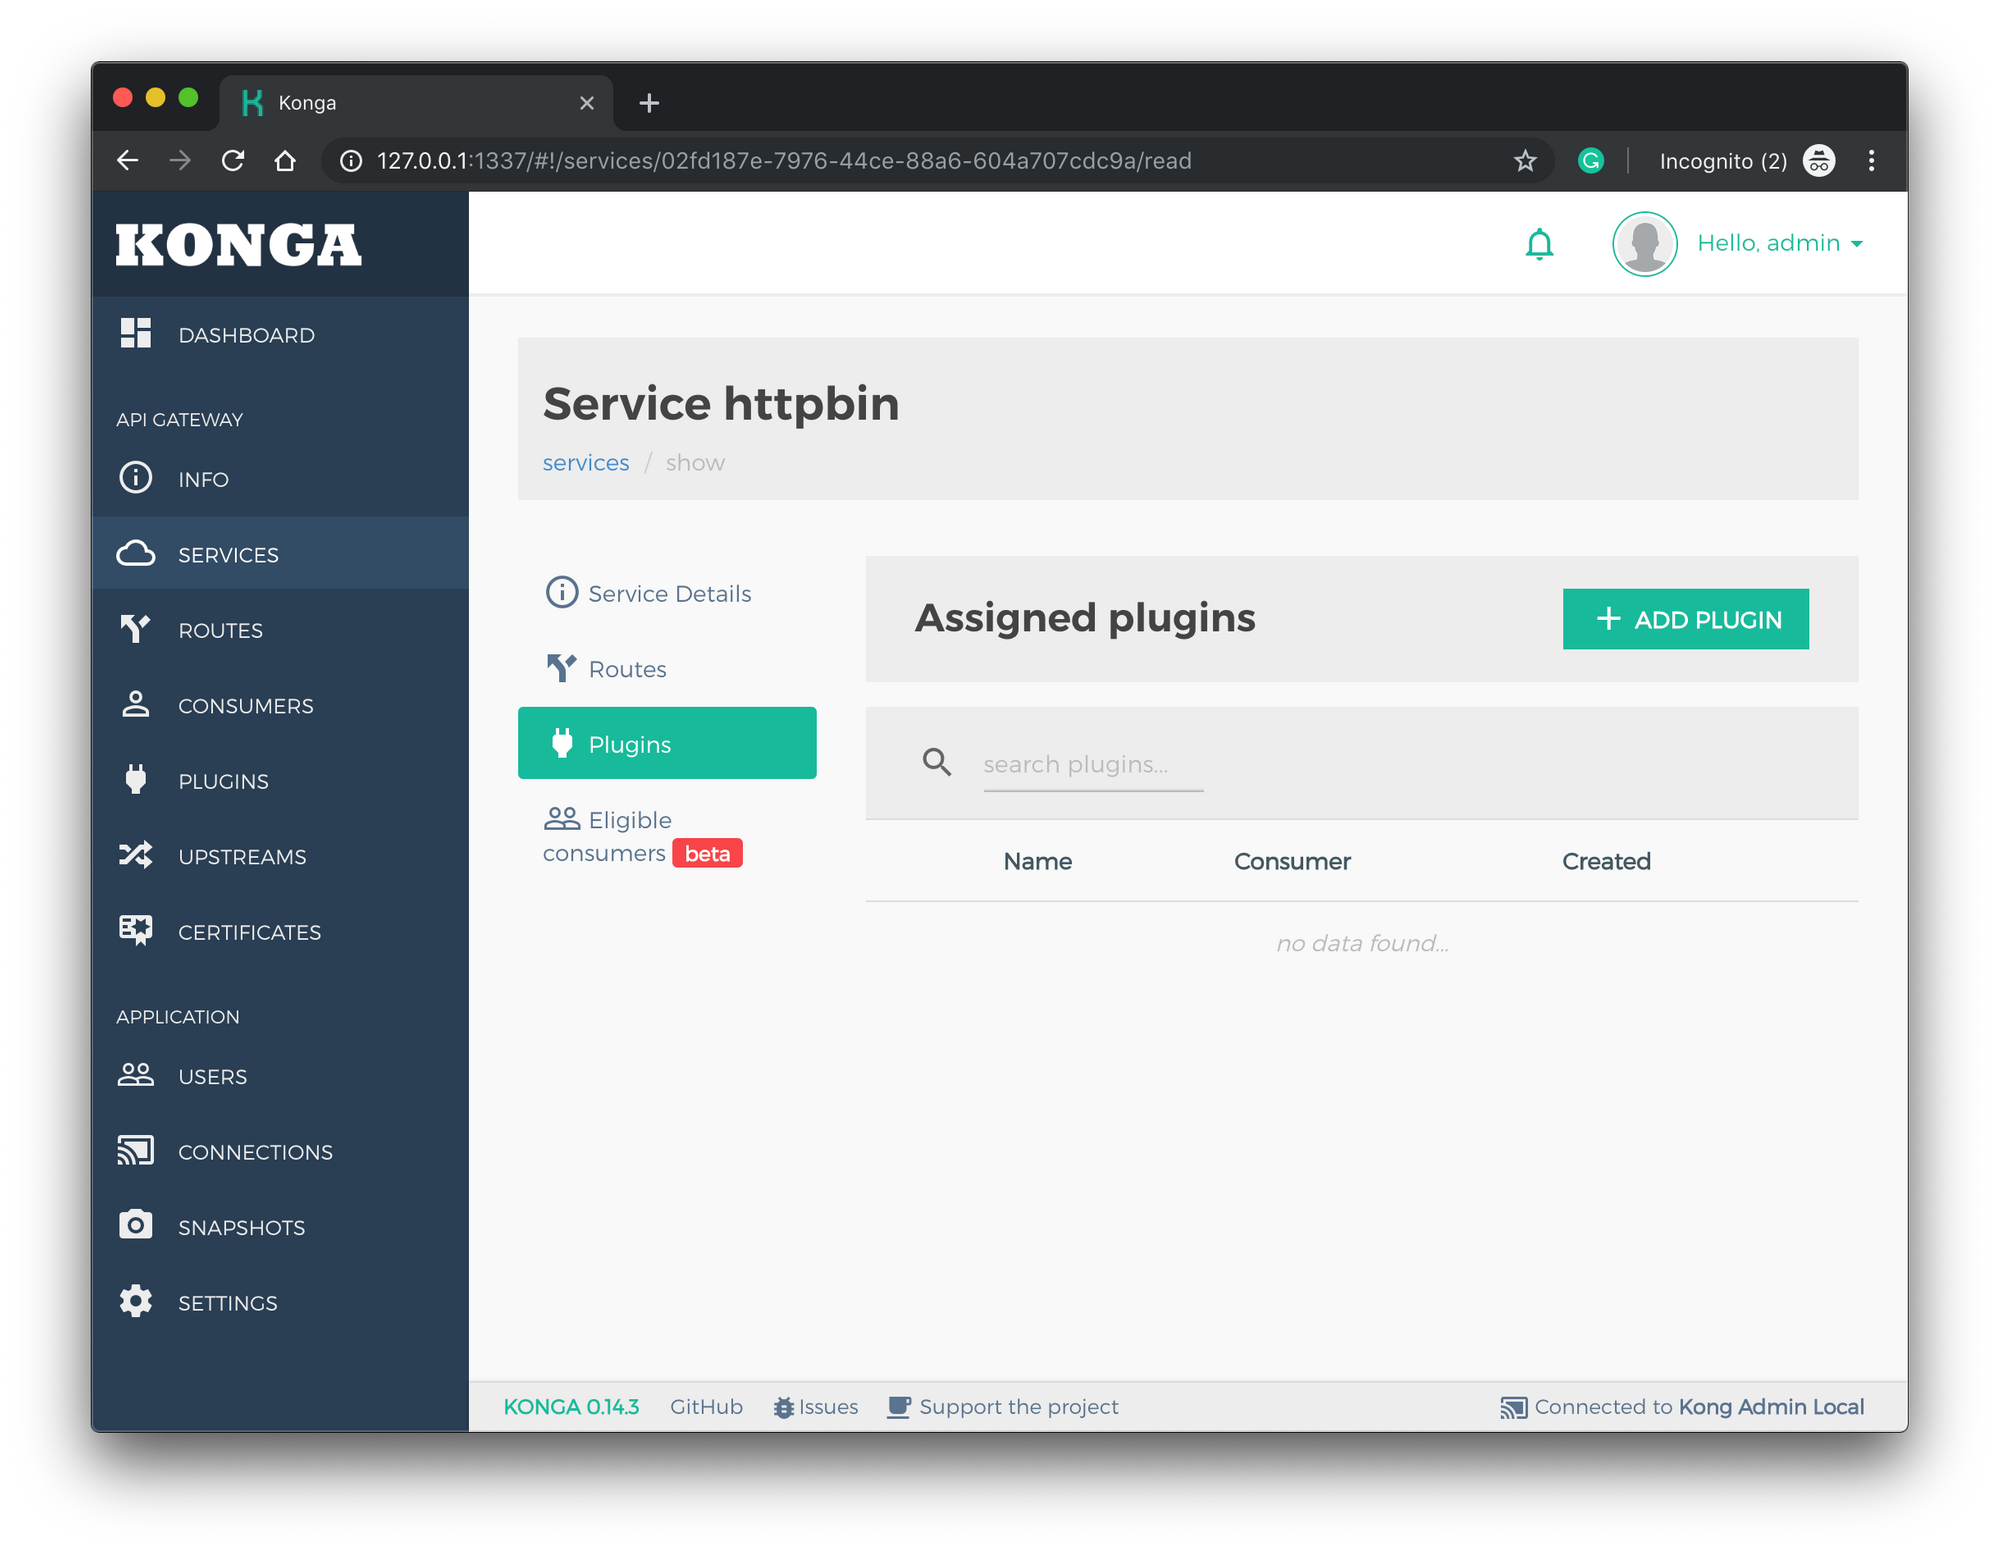 Konga
127.0.0.1:1337/#!/services/02fd187e-7976-44ce-88a6-604a707cdc9a/read
Incognito (2)
KONGA
Hello, admin
DASHBOARD
API GATEWAY
INFO
SERVICES
ROUTES
CONSUMERS
PLUGINS
UPSTREAMS
CERTIFICATES
APPLICATION
USERS
CONNECTIONS
SNAPSHOTS
SETTINGS
Service httpbin
services / show
Service Details
Routes
Plugins
Eligible
consumers beta
Assigned plugins
+ ADD PLUGIN
search plugins...
Name Consumer Created
no data found...
KONGA 0.14.3 GitHub Issues Support the project Connected to Kong Admin Local